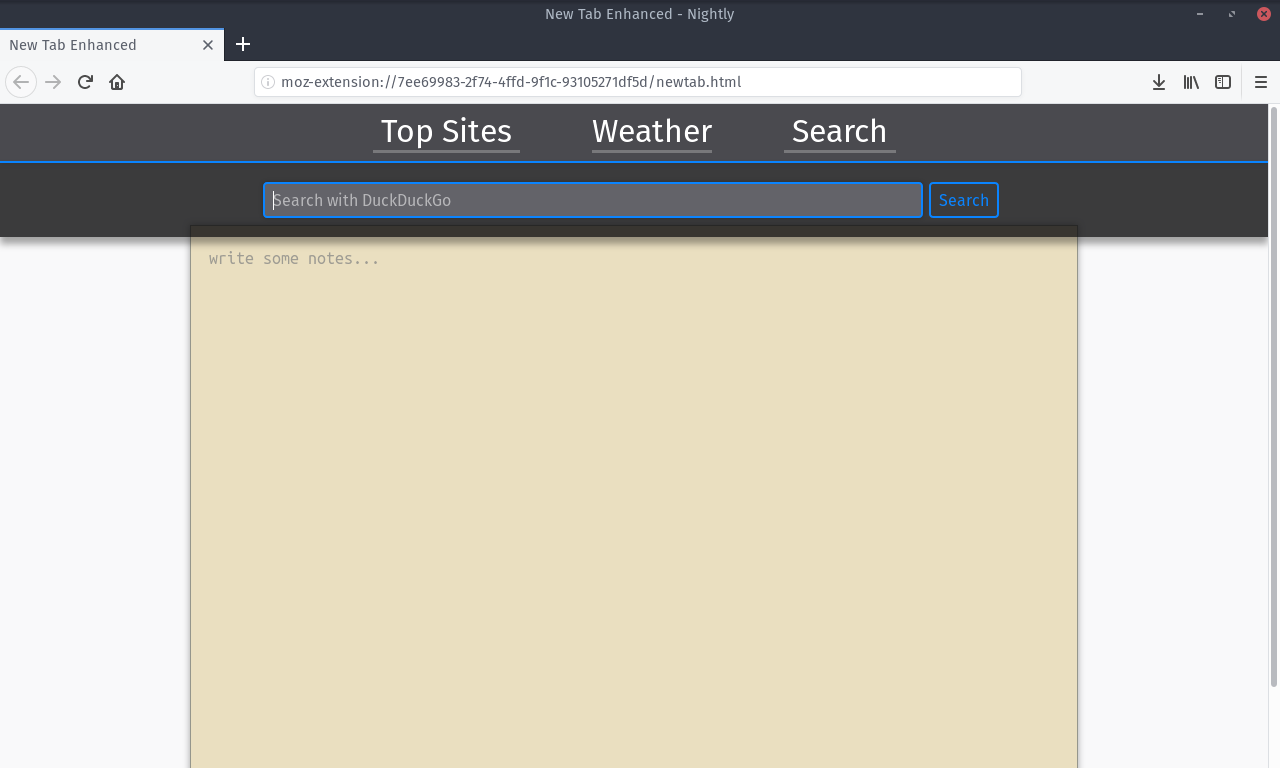 New Tab Enhanced - Nightly
New Tab Enhanced
moz-extension://7ee69983-2f74-4ffd-9f1c-93105271df5d/newtab.html
Top Sites Weather Search
Search with DuckDuckGo Search
write some notes...